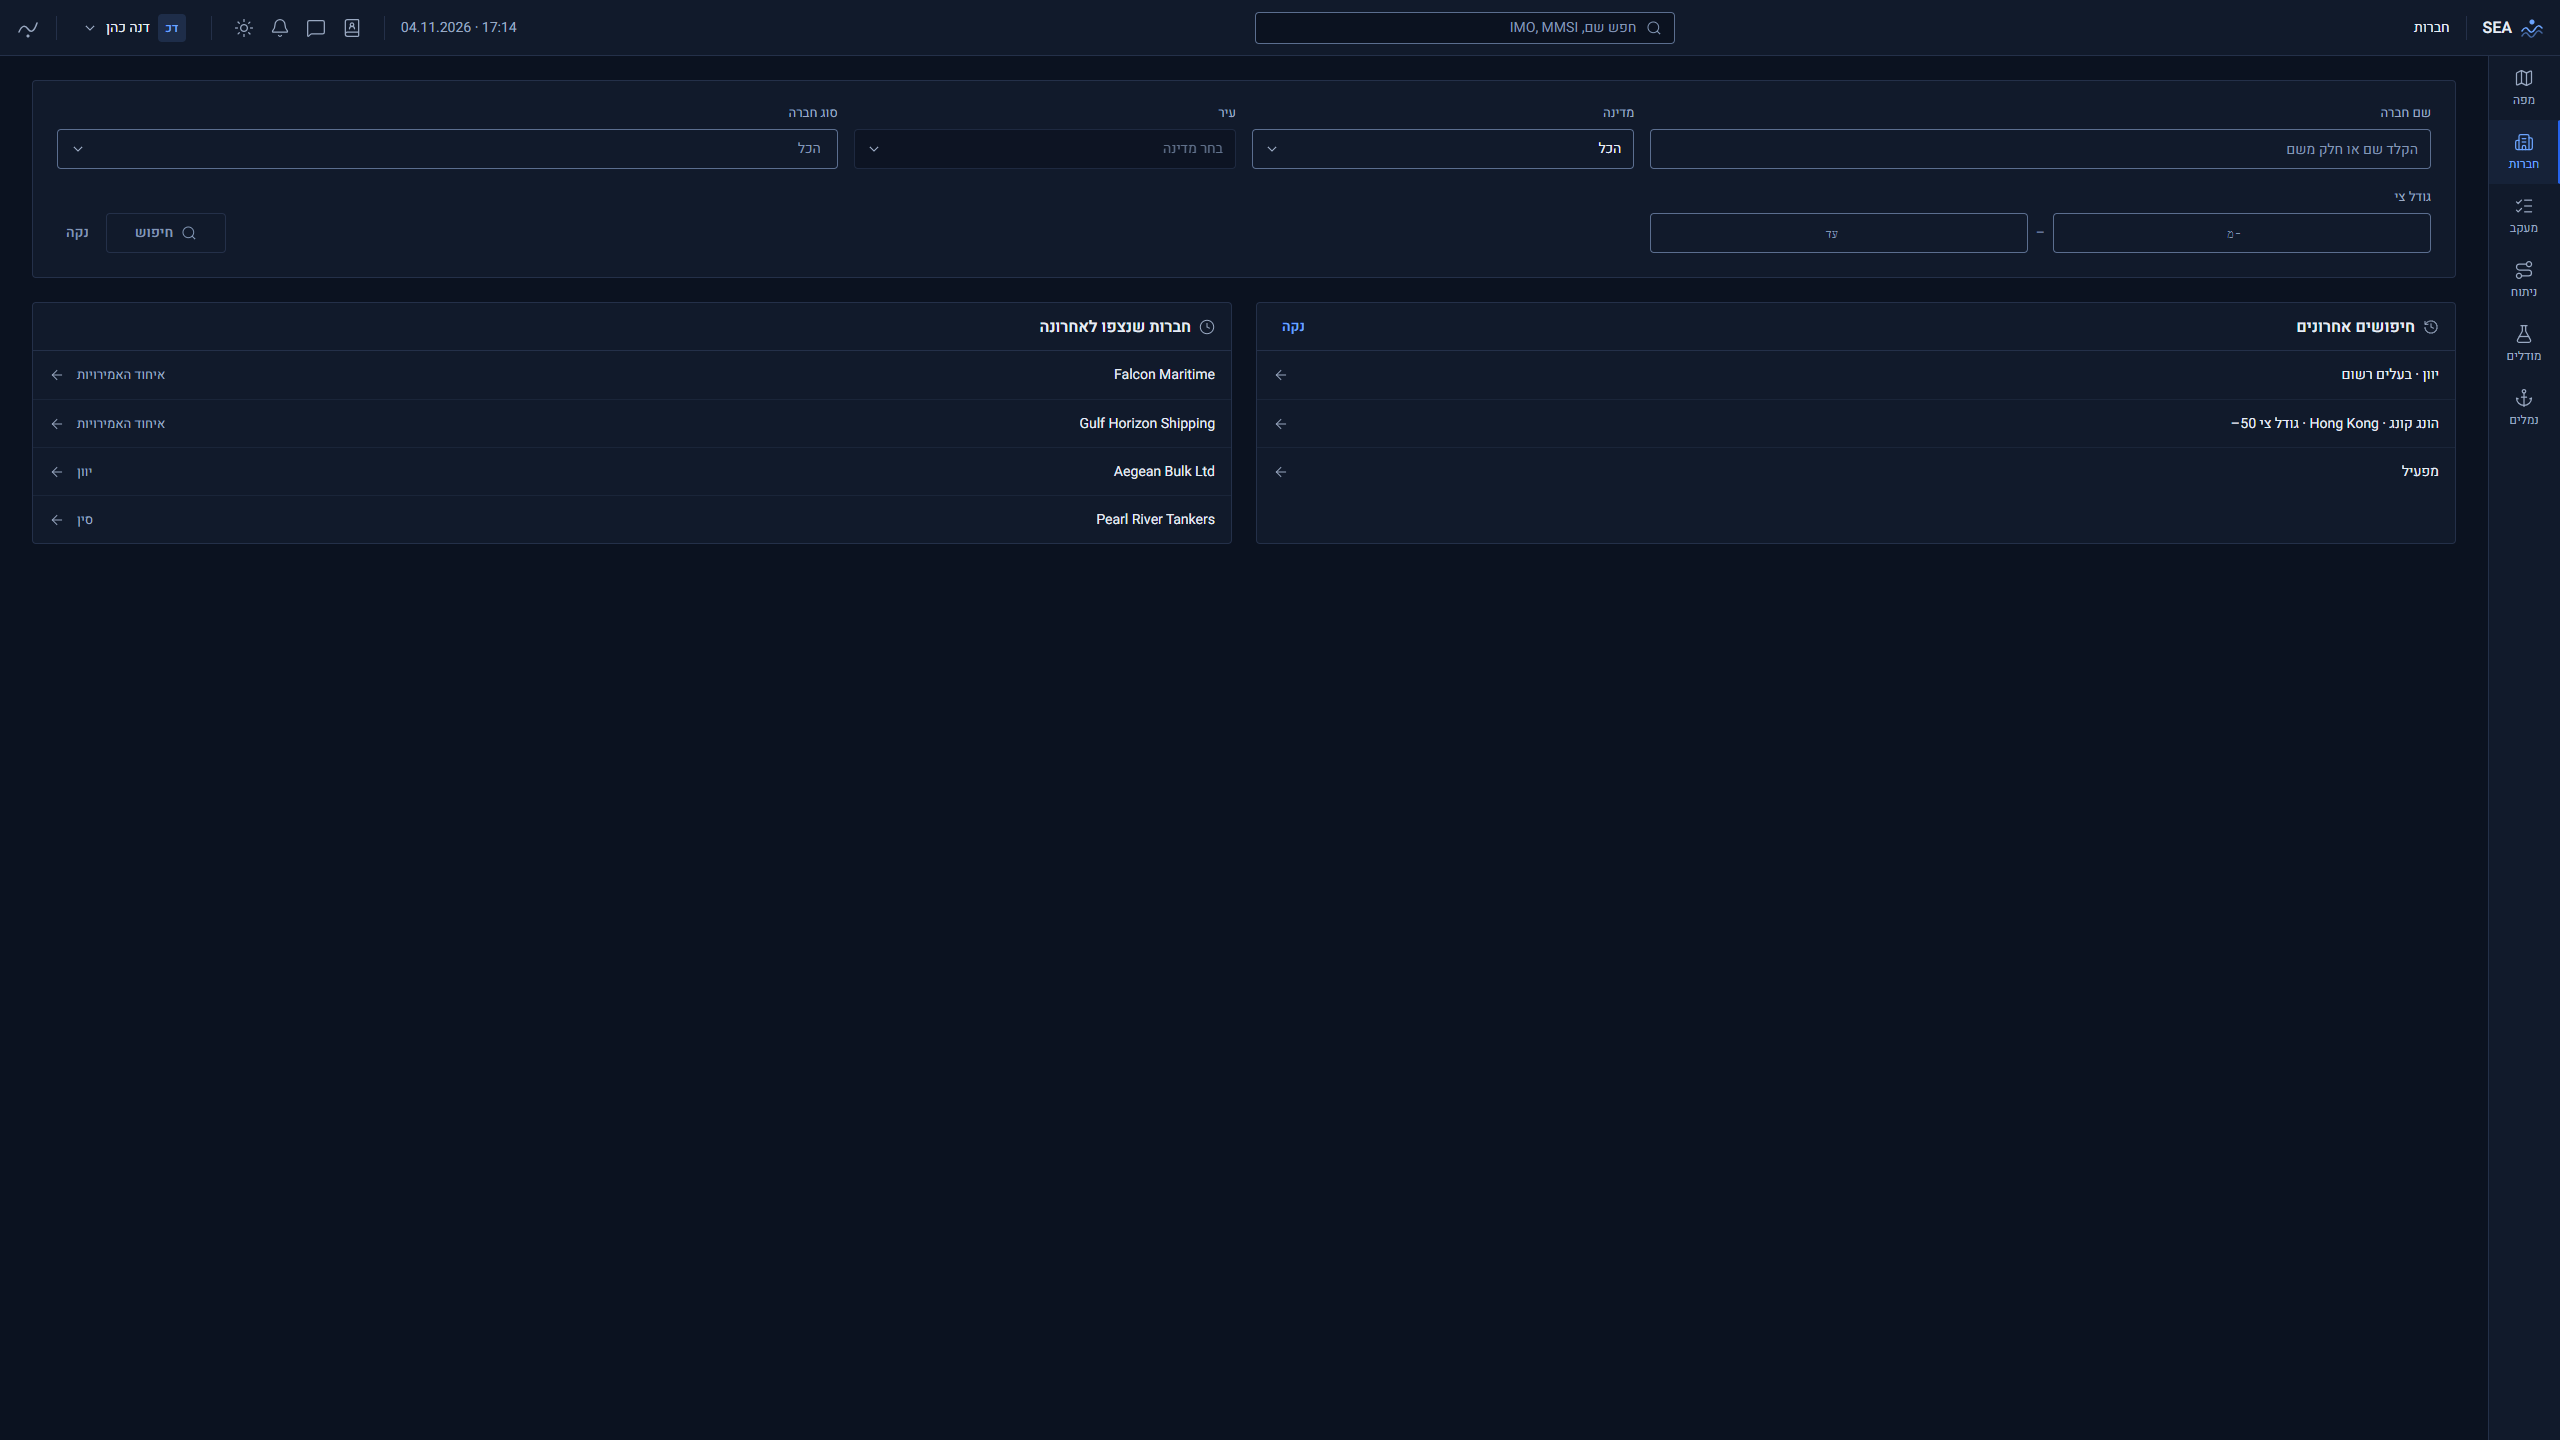 SEA
חברות
חפש שם, IMO, MMSI
04.11.2026 · 17:14
דכ
דנה כהן
מפה
חברות
מעקב
ניתוח
מודלים
נמלים
שם חברה
הקלד שם או חלק משם
מדינה
הכל
עיר
בחר מדינה
סוג חברה
הכל
גודל צי
מ-
–
עד
חיפוש
נקה
חיפושים אחרונים
נקה
יוון · בעלים רשום
הונג קונג · Hong Kong · גודל צי 50–
מפעיל
חברות שנצפו לאחרונה
Falcon Maritime
איחוד האמירויות
Gulf Horizon Shipping
איחוד האמירויות
Aegean Bulk Ltd
יוון
Pearl River Tankers
סין